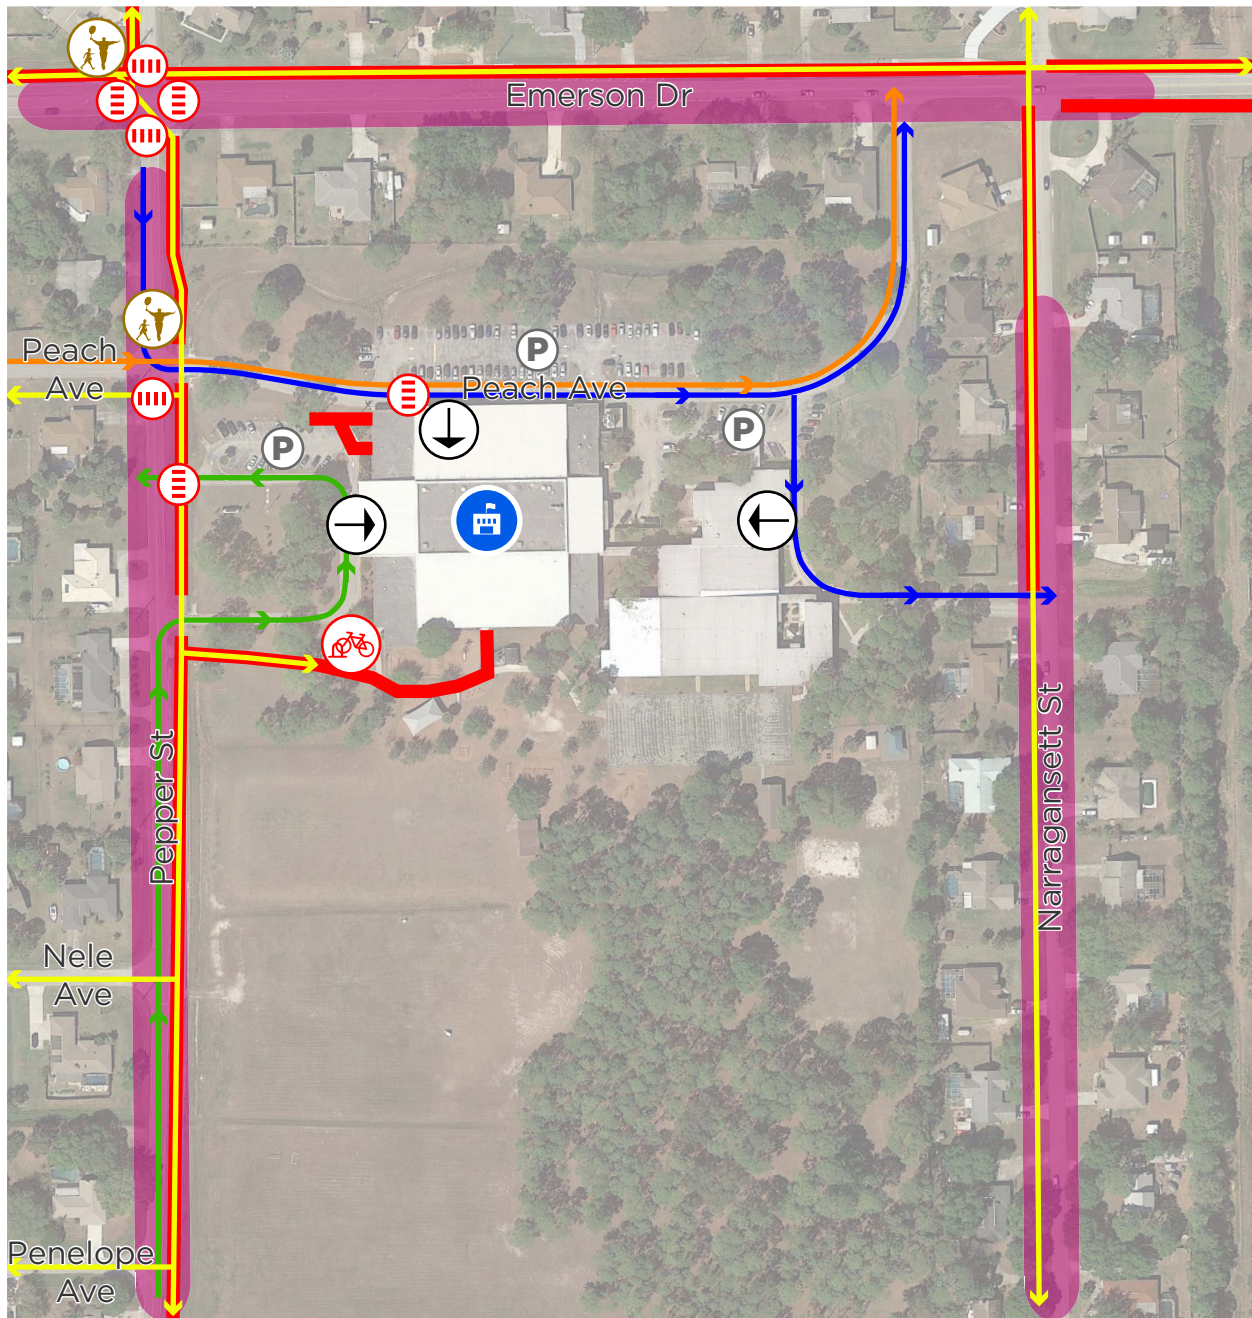 Emerson Dr
Peach
Ave
P
Peach Ave
P
P
Pepper St
Narragansett St
Nele
Ave
Penelope
Ave